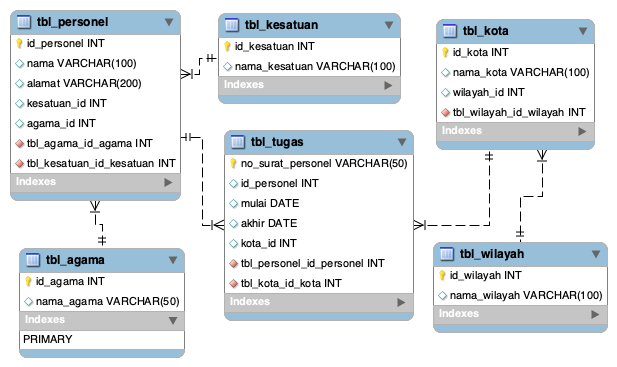 tbl_personel
id_personel INT
nama VARCHAR(100)
alamat VARCHAR(200)
kesatuan_id INT
agama_id INT
tbl_agama_id_agama INT
tbl_kesatuan_id_kesatuan INT
Indexes
tbl_kesatuan
id_kesatuan INT
nama_kesatuan VARCHAR(100)
Indexes
tbl_kota
id_kota INT
nama_kota VARCHAR(100)
wilayah_id INT
tbl_wilayah_id_wilayah INT
Indexes
tbl_tugas
no_surat_personel VARCHAR(50)
id_personel INT
mulai DATE
akhir DATE
kota_id INT
tbl_personel_id_personel INT
tbl_kota_id_kota INT
Indexes
tbl_agama
id_agama INT
nama_agama VARCHAR(50)
Indexes
PRIMARY
tbl_wilayah
id_wilayah INT
nama_wilayah VARCHAR(100)
Indexes